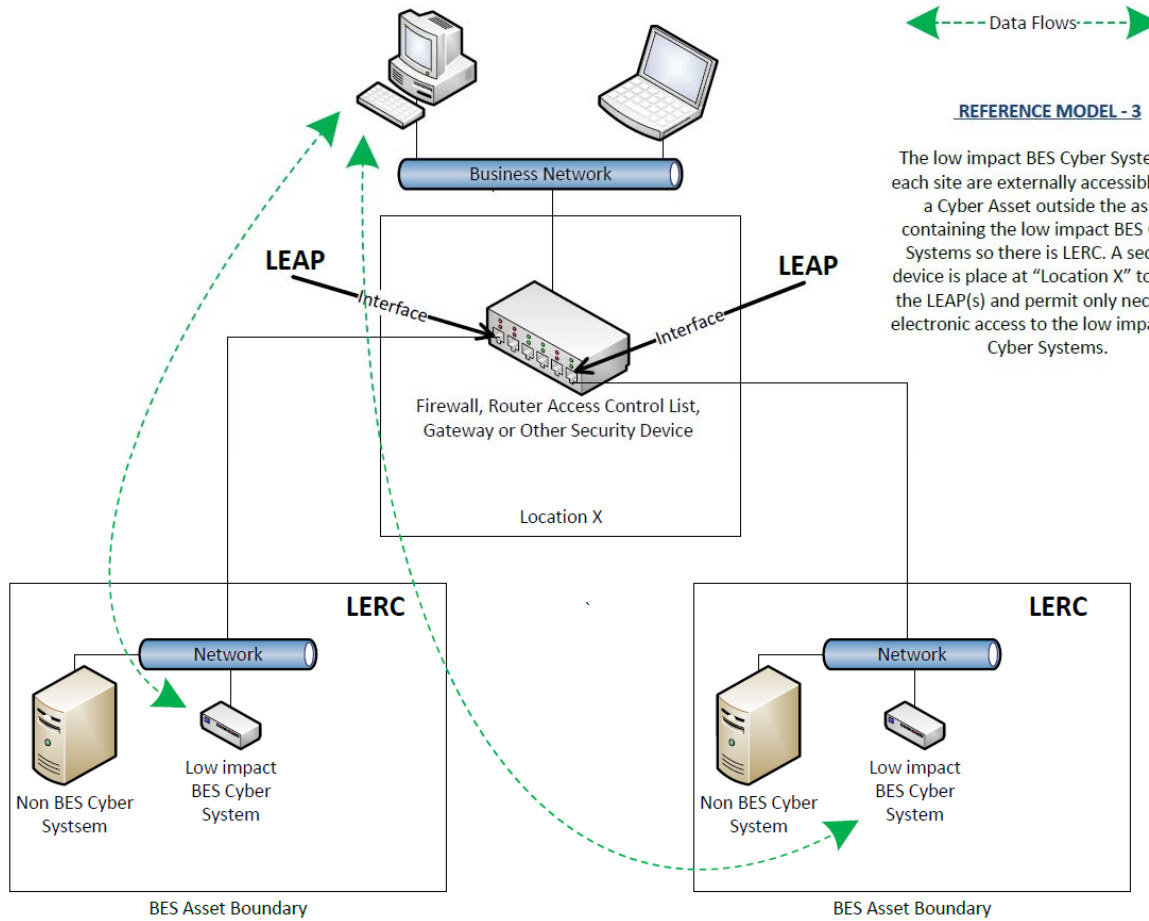 Data Flows
REFERENCE MODEL - 3
The low impact BES Cyber Syste
each site are externally accessib
a Cyber Asset outside the as
containing the low impact BES
Systems so there is LERC. A sec
device is place at “Location X” to
the LEAP(s) and permit only nec
electronic access to the low impa
Cyber Systems.
Business Network
LEAP
Interface
LEAP
Interface
Firewall, Router Access Control List,
Gateway or Other Security Device
Location X
LERC
Network
Non BES Cyber
Systsem
Low impact
BES Cyber
System
BES Asset Boundary
LERC
Network
Non BES Cyber
System
Low impact
BES Cyber
System
BES Asset Boundary